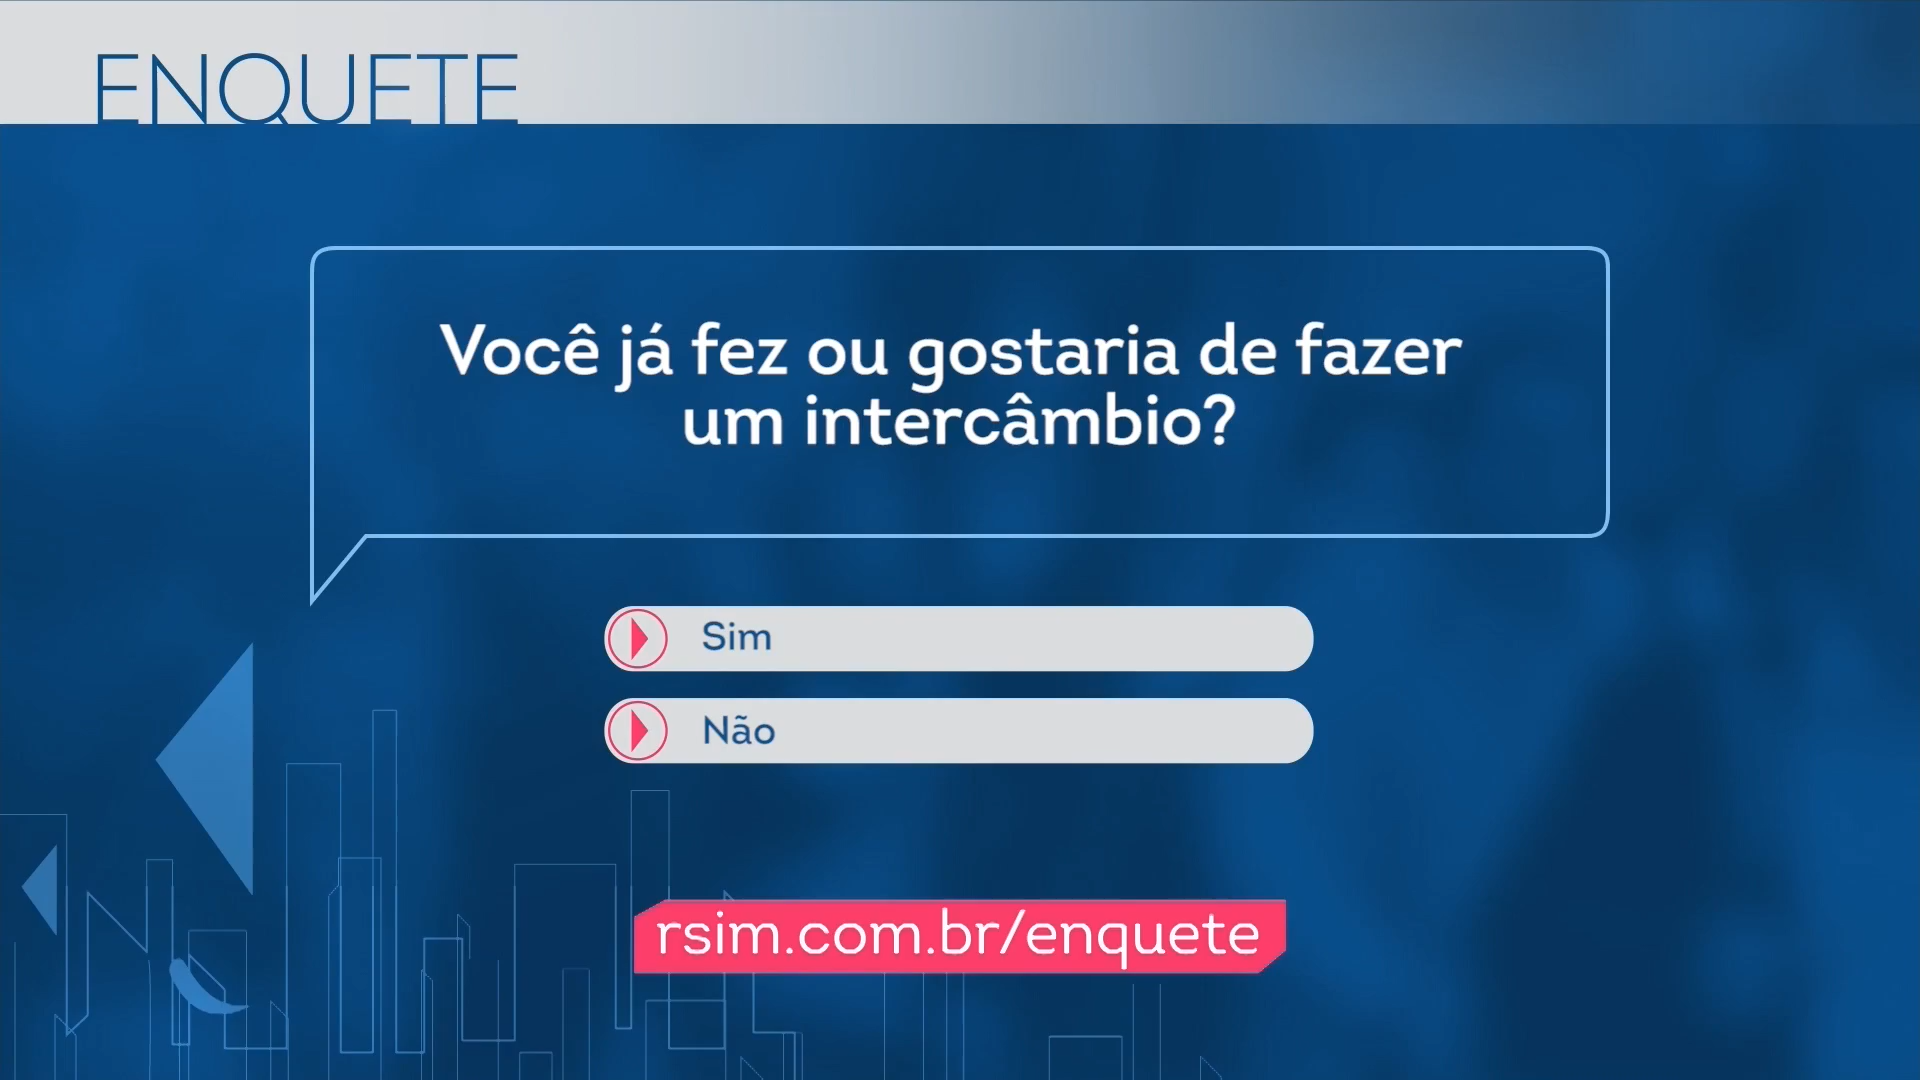 ENQUETE
Você já fez ou gostaria de fazer
um intercâmbio?
Sim
Não
rsim.com.br/enquete